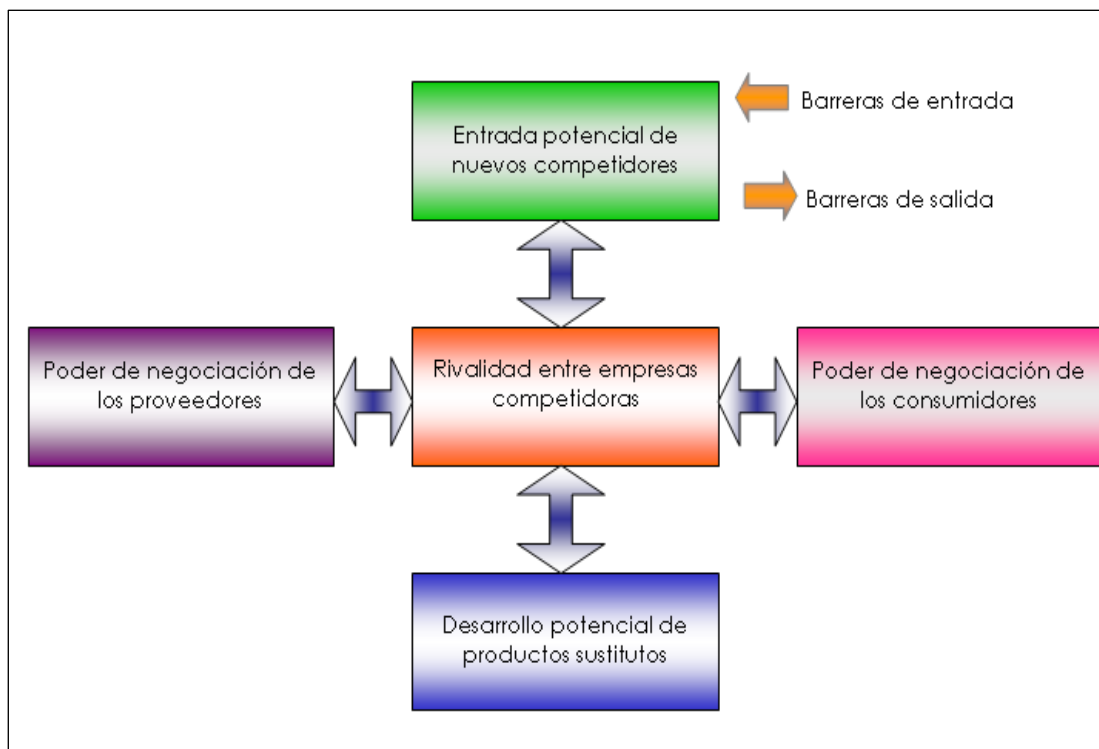 Entrada potencial de
nuevos competidores
Barreras de entrada
Barreras de salida
Poder de negociación de
los proveedores
Rivalidad entre empresas
competidoras
Poder de negociación de
los consumidores
Desarrollo potencial de
productos sustitutos